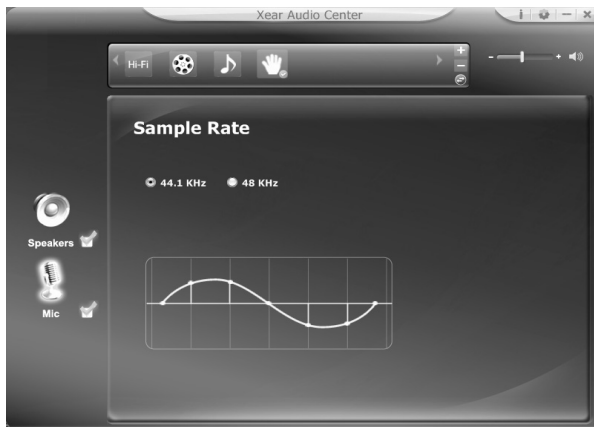 Xear Audio Center
Hi-Fi
Sample Rate
44.1 KHz 48 KHz
Speakers
Mic